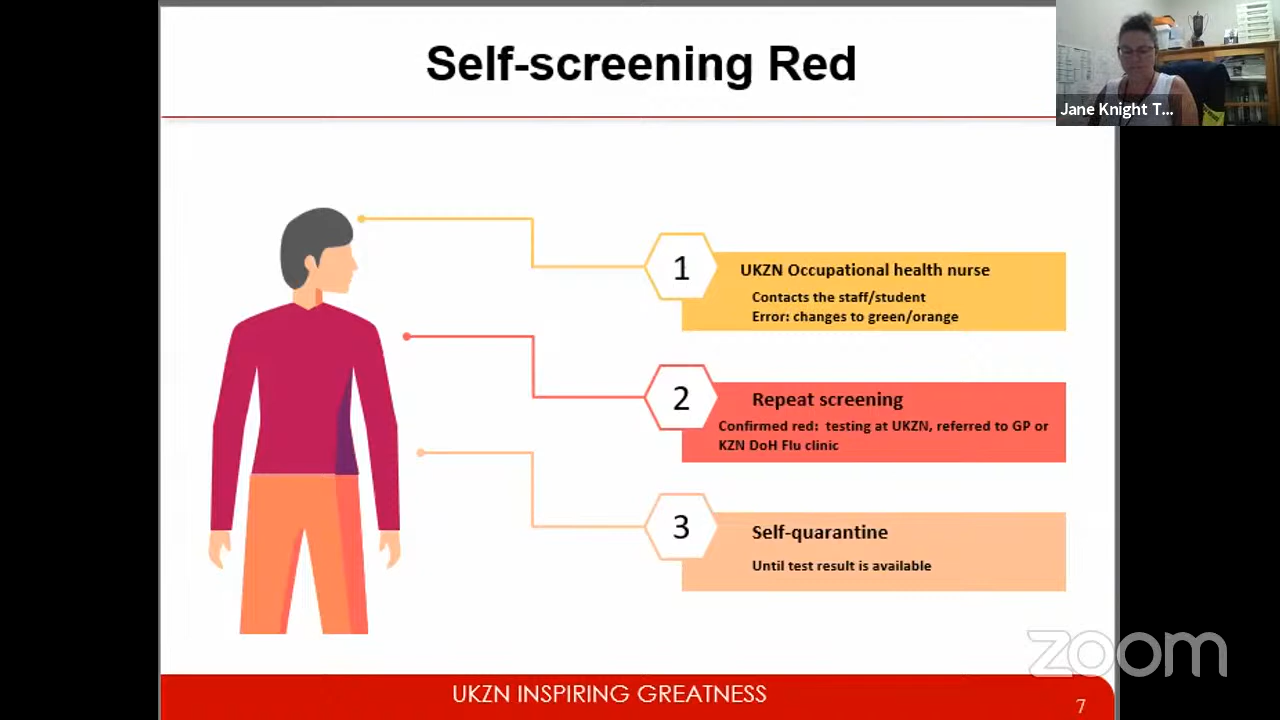 Self-screening Red
Jane Knight T...
1
UKZN Occupational health nurse
Contacts the staff/student
Error: changes to green/orange
2
Repeat screening
Confirmed red: testing at UKZN, referred to GP or
KZN DoH Flu clinic
3
Self-quarantine
Until test result is available
zoom
UKZN INSPIRING GREATNESS
7